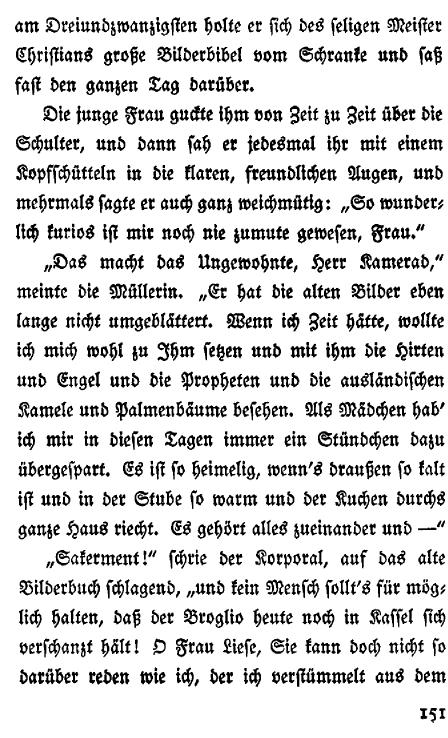 am Dreiundzwanzigsten holte er sich des seligen Meister
Christians große Bilderbibel vom Schranke und saß
fast den ganzen Tag darüber.
Die junge Frau guckte ihm von Zeit zu Zeit über die
Schulter, und dann sah er jedesmal ihr mit einem
Kopfschütteln in die klaren, freundlichen Augen, und
mehrmals sagte er auch ganz weichmütig: „So wunder-
lich kurios ist mir noch nie zumute gewesen, Frau.“
„Das macht das Ungewohnte, Herr Kamerad,“
meinte die Müllerin. „Er hat die alten Bilder eben
lange nicht umgeblättert. Wenn ich Zeit hätte, wollte
ich mich wohl zu Ihm setzen und mit ihm die Hirten
und Engel und die Propheten und die ausländischen
Kamele und Palmenbäume besehen. Als Mädchen hab'
ich mir in diesen Tagen immer ein Stündchen dazu
übergespart. Es ist so heimelig, wenn's draußen so kalt
ist und in der Stube so warm und der Kuchen durchs
ganze Haus riecht. Es gehört alles zueinander und —“
„Sakerment!“ schrie der Korporal, auf das alte
Bilderbuch schlagend, „und kein Mensch sollt's für mög-
lich halten, daß der Broglio heute noch in Kassel sich
verschanzt hält! O Frau Liese, Sie kann doch nicht so
darüber reden wie ich, der ich verstümmelt aus dem
151